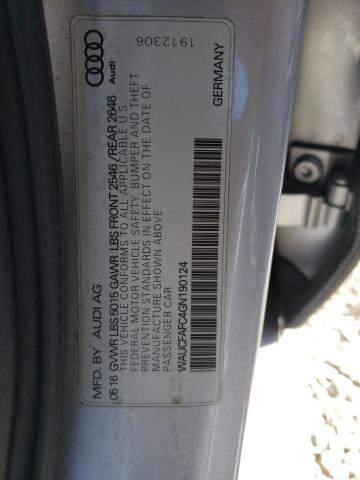 1912306
Audi
MFD. BY AUDI AG
05 16 GVWR LBS 5015 GAWR LBS FRONT 2546 /REAR 2646
THIS VEHICLE CONFORMS TO ALL APPLICABLE U.S.
FEDERAL MOTOR VEHICLE SAFETY, BUMPER AND THEFT
PREVENTION STANDARDS IN EFFECT ON THE DATE OF
MANUFACTURE SHOWN ABOVE
PASSENGER CAR
WAUCFAFC4GN190124
GERMANY